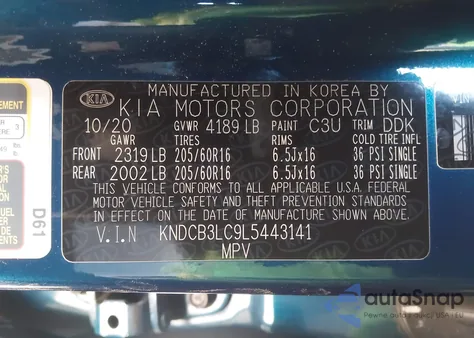 MANUFACTURED IN KOREA BY
KIA KIA MOTORS CORPORATION
10/20 GVWR 4189 LB PAINT C3U TRIM DDK
GAWR TIRES RIMS COLD TIRE INFL
FRONT 2319 LB 205/60R16 6.5Jx16 36 PSI SINGLE
REAR 2002 LB 205/60R16 6.5Jx16 36 PSI SINGLE
THIS VEHICLE CONFORMS TO ALL APPLICABLE U.S.A. FEDERAL
MOTOR VEHICLE SAFETY AND THEFT PREVENTION STANDARDS
IN EFFECT ON THE DATE OF MANUFACTURE SHOWN ABOVE
V.I.N KNDCB3LC9L5443141
MPV
D61
EMENT
3
autoSnap